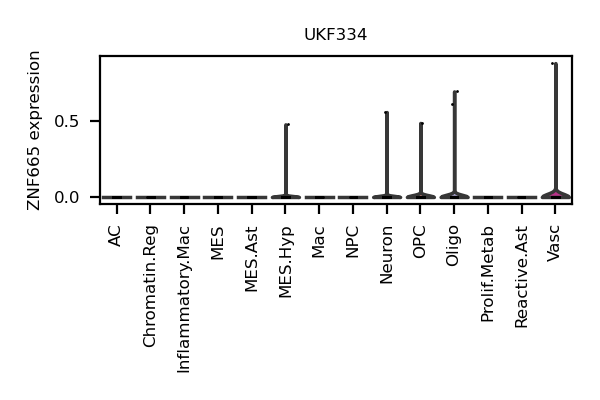 UKF334
ZNF665 expression
0.5
0.0
AC
Chromatin.Reg
Inflammatory.Mac
MES
MES.Ast
MES.Hyp
Mac
NPC
Neuron
OPC
Oligo
Prolif.Metab
Reactive.Ast
Vasc